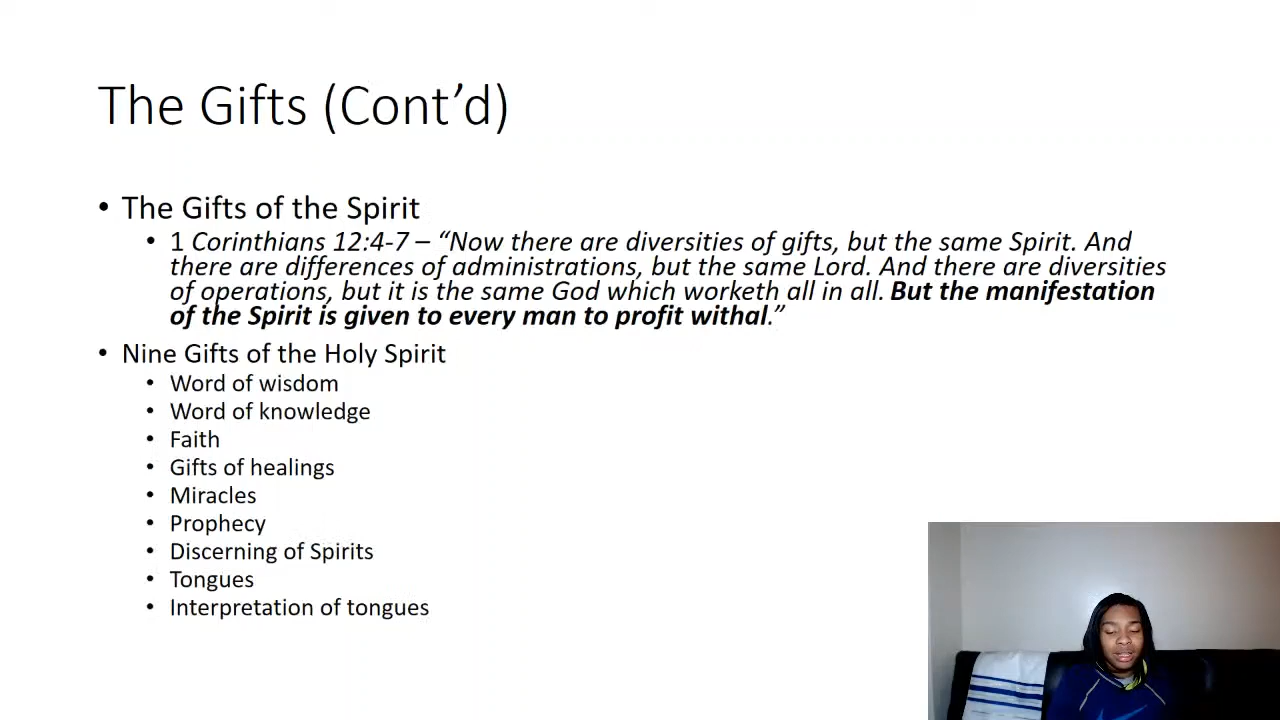 The Gifts (Cont’d)
• The Gifts of the Spirit
• 1 Corinthians 12:4-7 – “Now there are diversities of gifts, but the same Spirit. And
there are differences of administrations, but the same Lord. And there are diversities
of operations, but it is the same God which worketh all in all. But the manifestation
of the Spirit is given to every man to profit withal.”
• Nine Gifts of the Holy Spirit
• Word of wisdom
• Word of knowledge
• Faith
• Gifts of healings
• Miracles
• Prophecy
• Discerning of Spirits
• Tongues
• Interpretation of tongues